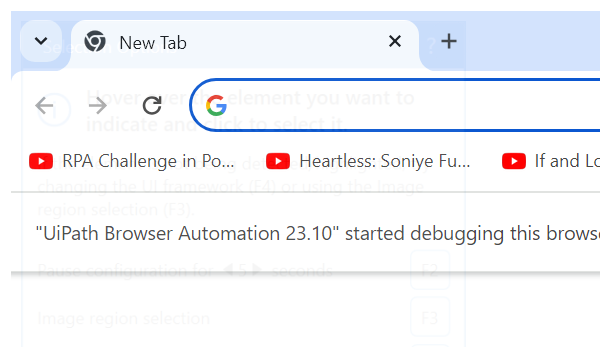 New Tab
Hover over the element you want to
indicate and click to select it.
RPA Challenge in Po...
Heartless: Soniye Fu...
If and Lo
changing the UI framework (F4) or using the Image
region selection (F3).
"UiPath Browser Automation 23.10" started debugging this brows
Pause configuration for 5 seconds
F2
Image region selection
F3